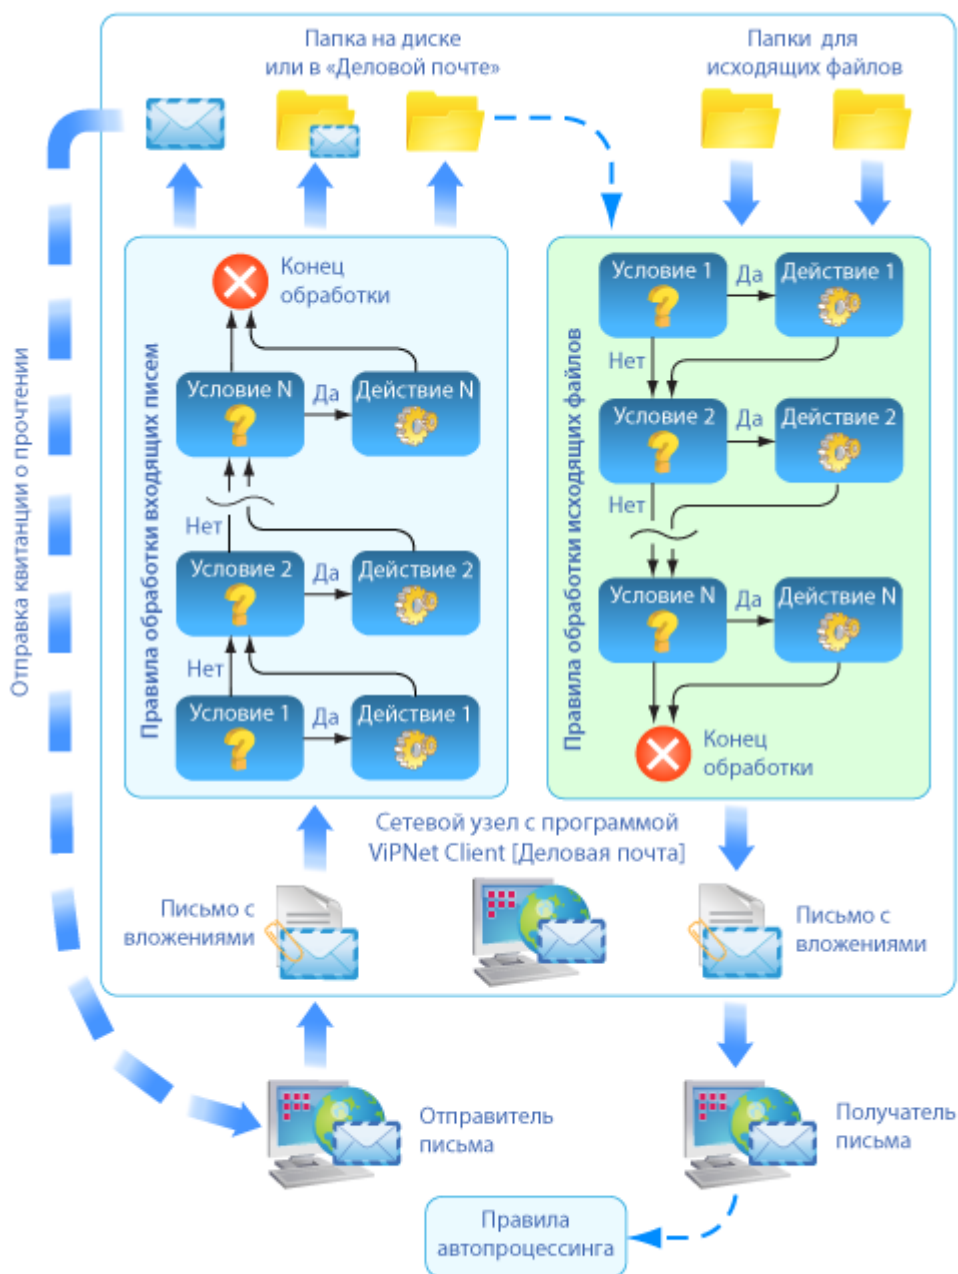 Папка на диске
или в «Деловой почте»
Папки для
исходящих файлов
Отправка квитанции о прочтении
Правила обработки входящих писем
Конец
обработки
Условие N
Да
Действие N
Нет
Условие 2
Да
Действие 2
Нет
Условие 1
Да
Действие 1
Правила обработки исходящих файлов
Условие 1
Да
Действие 1
Нет
Условие 2
Да
Действие 2
Нет
Условие N
Да
Действие N
Конец
обработки
Сетевой узел с программой
ViPNet Client [Деловая почта]
Письмо с
вложениями
Письмо с
вложениями
Отправитель
письма
Получатель
письма
Правила
автопроцессинга